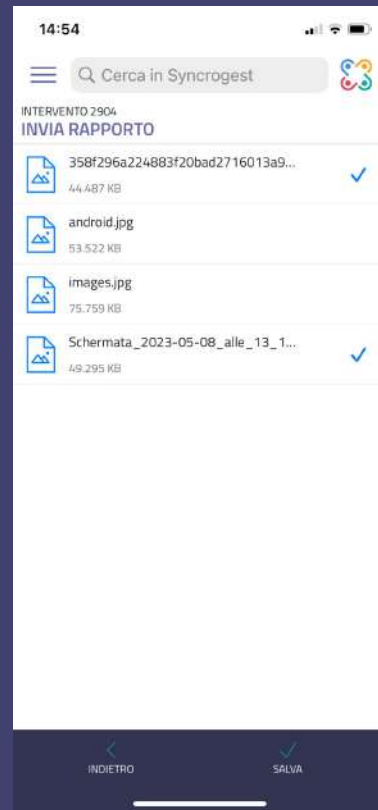 14:54
Cerca in Syncrogest
INTERVENTO 2904
INVIA RAPPORTO
358f296a224883f20bad2716013a9...
44.487 KB
android.jpg
53.522 KB
images.jpg
75.759 KB
Schermata_2023-05-08_alle_13_1...
49.295 KB
INDIETRO
SALVA